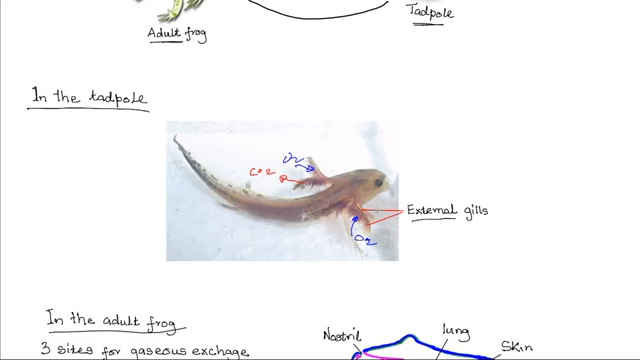 Adult frog
Tadpole
In the tadpole
O2
CO2
External gills
O2
In the adult frog
3 sites for gaseous exchage
Nostril
lung
Skin